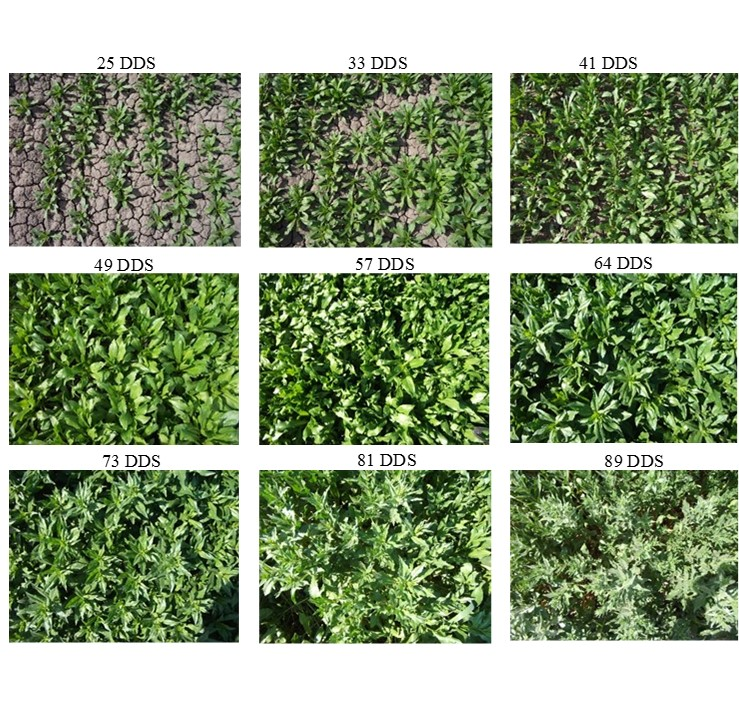 25 DDS
33 DDS
41 DDS
49 DDS
57 DDS
64 DDS
73 DDS
81 DDS
89 DDS